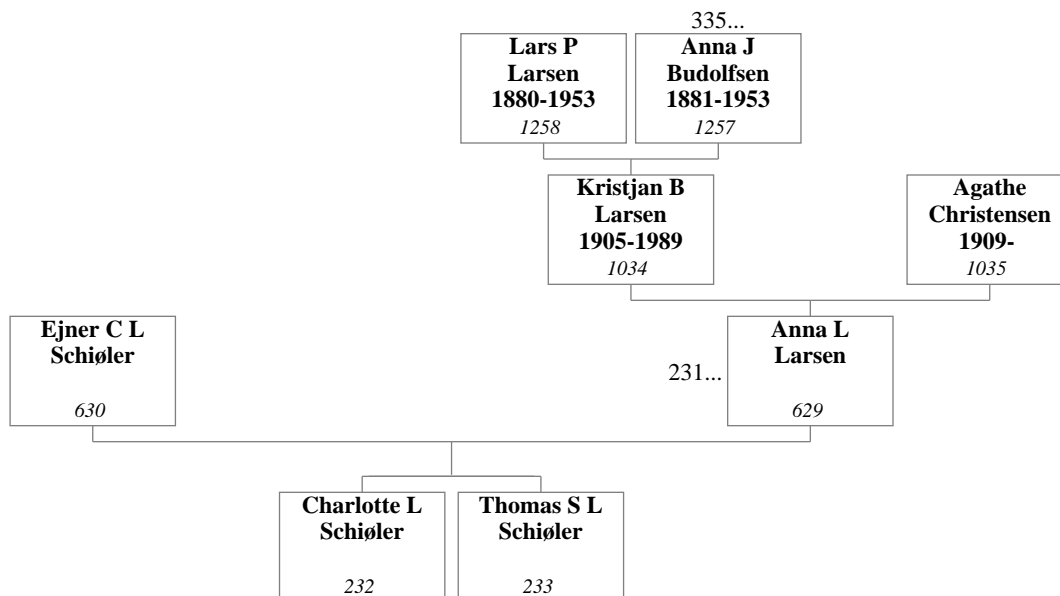 335...
Lars P
Larsen
1880-1953
1258
Anna J
Budolfsen
1881-1953
1257
Kristjan B
Larsen
1905-1989
1034
Agathe
Christensen
1909-
1035
Ejner C L
Schiøler
630
231...
Anna L
Larsen
629
Charlotte L
Schiøler
232
Thomas S L
Schiøler
233